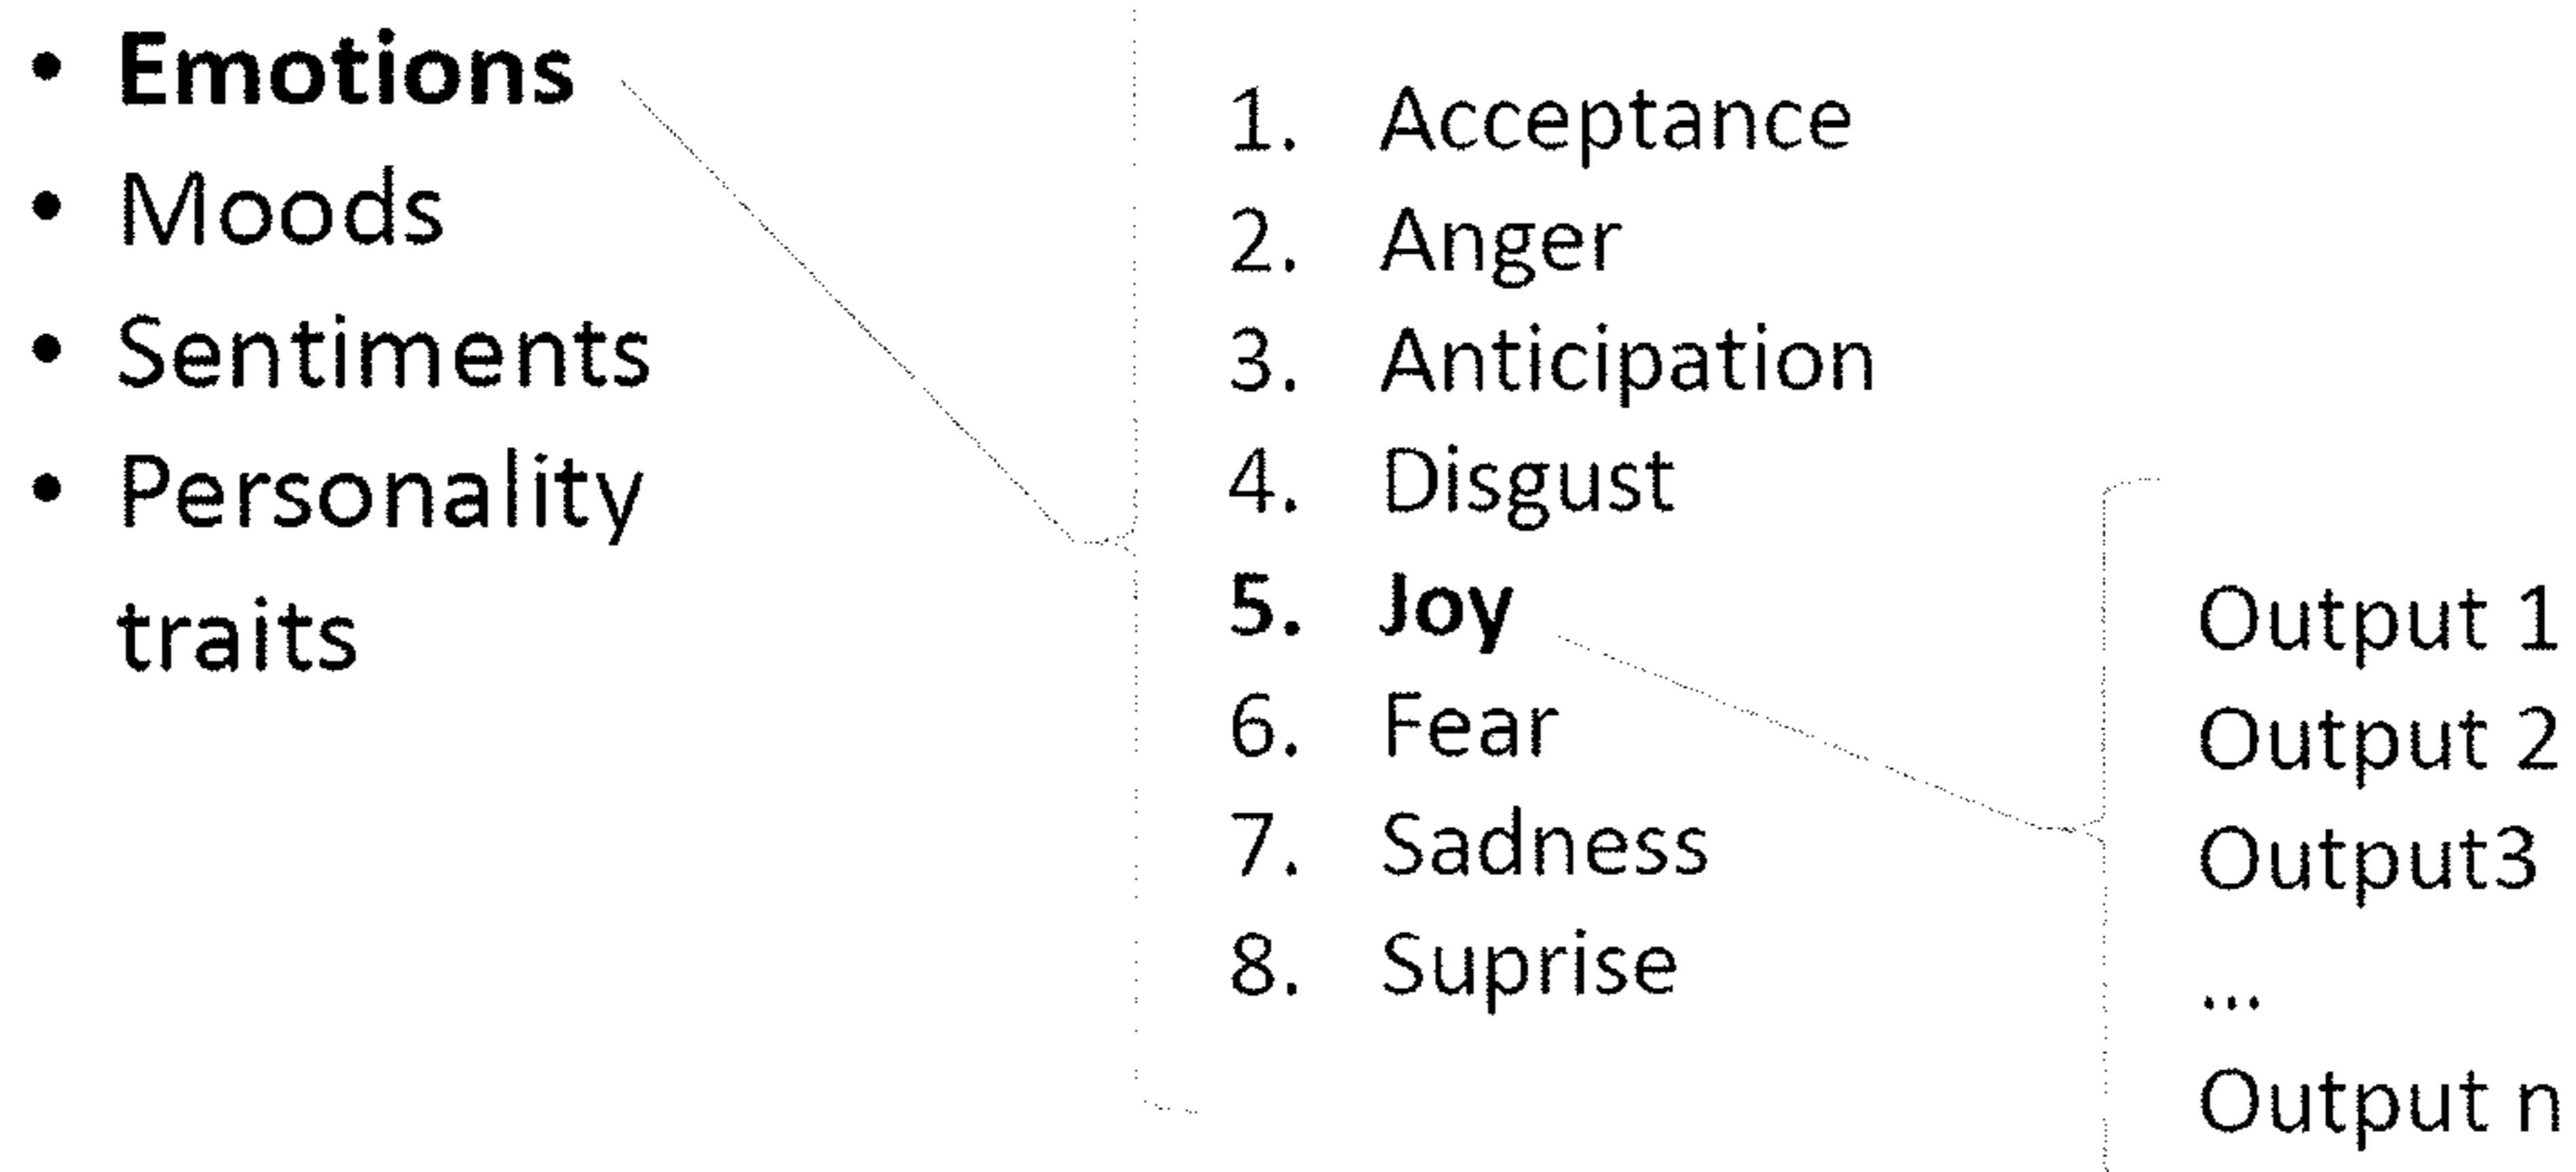 • Emotions
• Moods
• Sentiments
• Personality
traits
1. Acceptance
2. Anger
3. Anticipation
4. Disgust
5. Joy
6. Fear
7. Sadness
8. Suprise
Output 1
Output 2
Output3
...
Output n